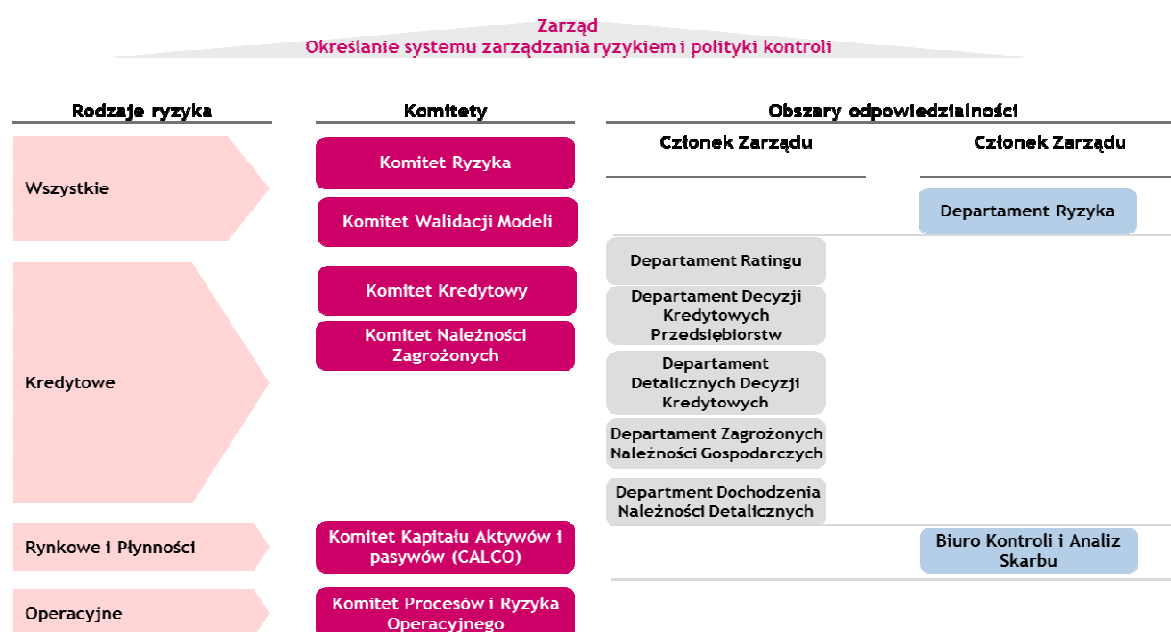 Zarząd
Określanie systemu zarządzania ryzykiem i polityki kontroli
Rodzaje ryzyka
Komitety
Obszary odpowiedzialności
Członek Zarządu
Członek Zarządu
Wszystkie
Komitet Ryzyka
Komitet Walidacji Modeli
Departament Ryzyka
Kredytowe
Komitet Kredytowy
Komitet Należności
Zagrożonych
Departament Ratingu
Departament Decyzji
Kredytowych
Przedsiębiorstw
Departament
Detalicznych Decyzji
Kredytowych
Departament Zagrożonych
Należności Gospodarczych
Department Dochodzenia
Należności Detalicznych
Rynkowe i Płynności
Komitet Kapitału Aktywów i
pasywów (CALCO)
Biuro Kontroli i Analiz
Skarbu
Operacyjne
Komitet Procesów i Ryzyka
Operacyjnego